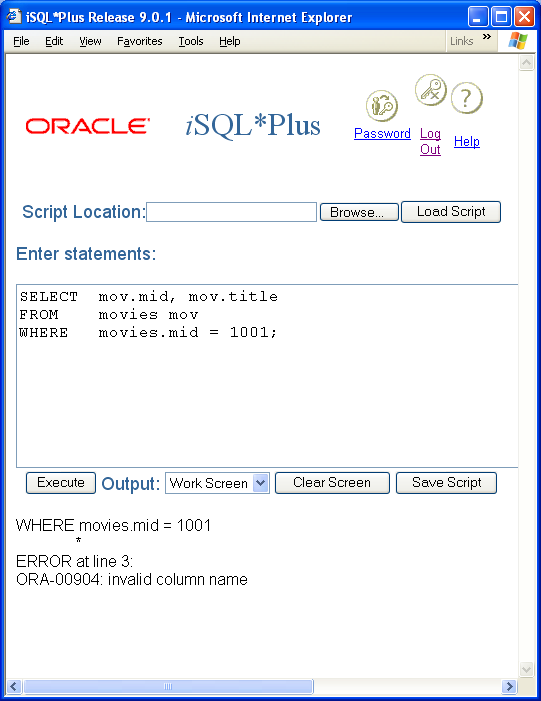 iSQL*Plus Release 9.0.1 - Microsoft Internet Explorer
File Edit View Favorites Tools Help Links »
ORACLE® iSQL*Plus
Password Log Out Help
Script Location: Browse... Load Script
Enter statements:
SELECT mov.mid, mov.title
FROM movies mov
WHERE movies.mid = 1001;
Execute Output: Work Screen Clear Screen Save Script
WHERE movies.mid = 1001
*
ERROR at line 3:
ORA-00904: invalid column name